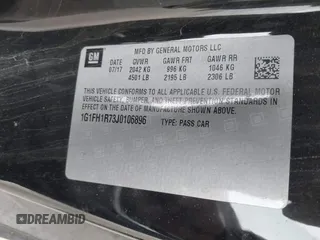 GM
MFD BY GENERAL MOTORS LLC
DATE GVWR GAWR FRT GAWR RR
07/17 2042 KG 996 KG 1046 KG
4501 LB 2195 LB 2306 LB
THIS VEHICLE CONFORMS TO ALL APPLICABLE U.S. FEDERAL MOTOR
VEHICLE SAFETY, BUMPER, AND THEFT PREVENTION STANDARDS IN
EFFECT ON THE DATE OF MANUFACTURE SHOWN ABOVE.
1G1FH1R73J0106896 TYPE: PASS CAR
DREAMBID